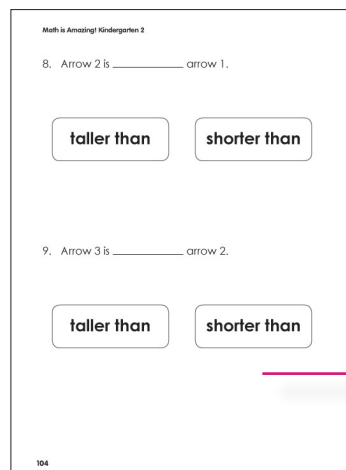 Math is Amazing! Kindergarten 2
8. Arrow 2 is ____________ arrow 1.
taller than
shorter than
9. Arrow 3 is ____________ arrow 2.
taller than
shorter than
104